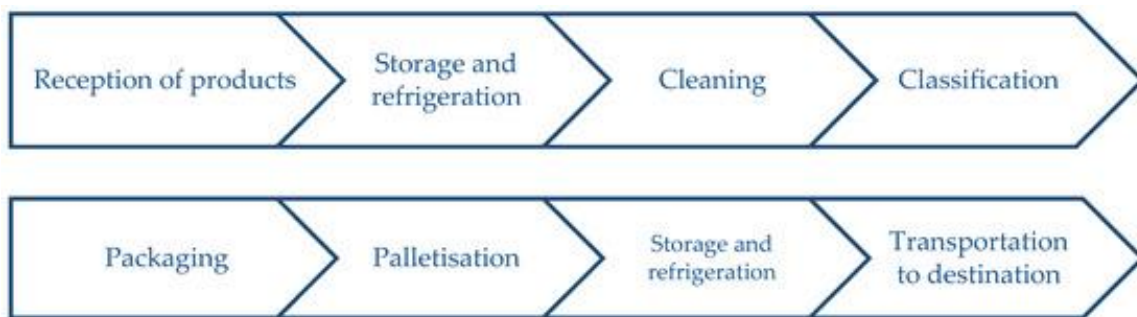 Reception of products
Storage and
refrigeration
Cleaning
Classification
Packaging
Palletisation
Storage and
refrigeration
Transportation
to destination